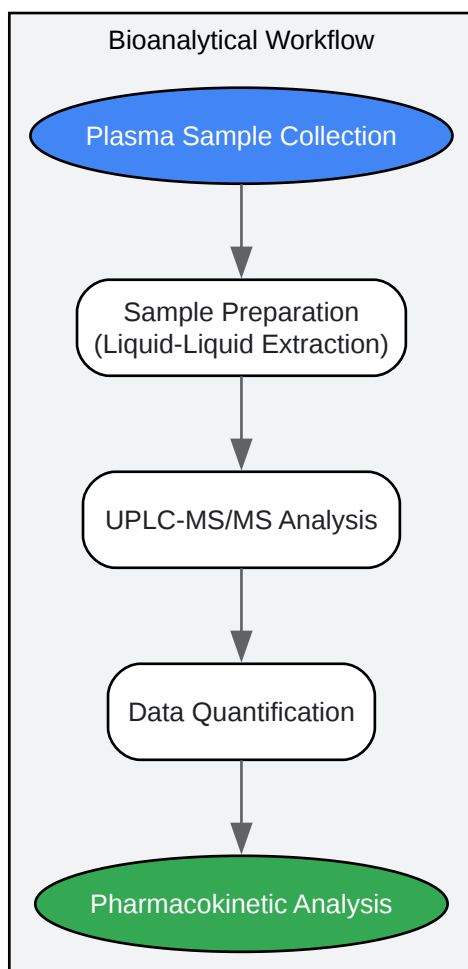 Bioanalytical Workflow
Plasma Sample Collection
Sample Preparation
(Liquid-Liquid Extraction)
UPLC-MS/MS Analysis
Data Quantification
Pharmacokinetic Analysis